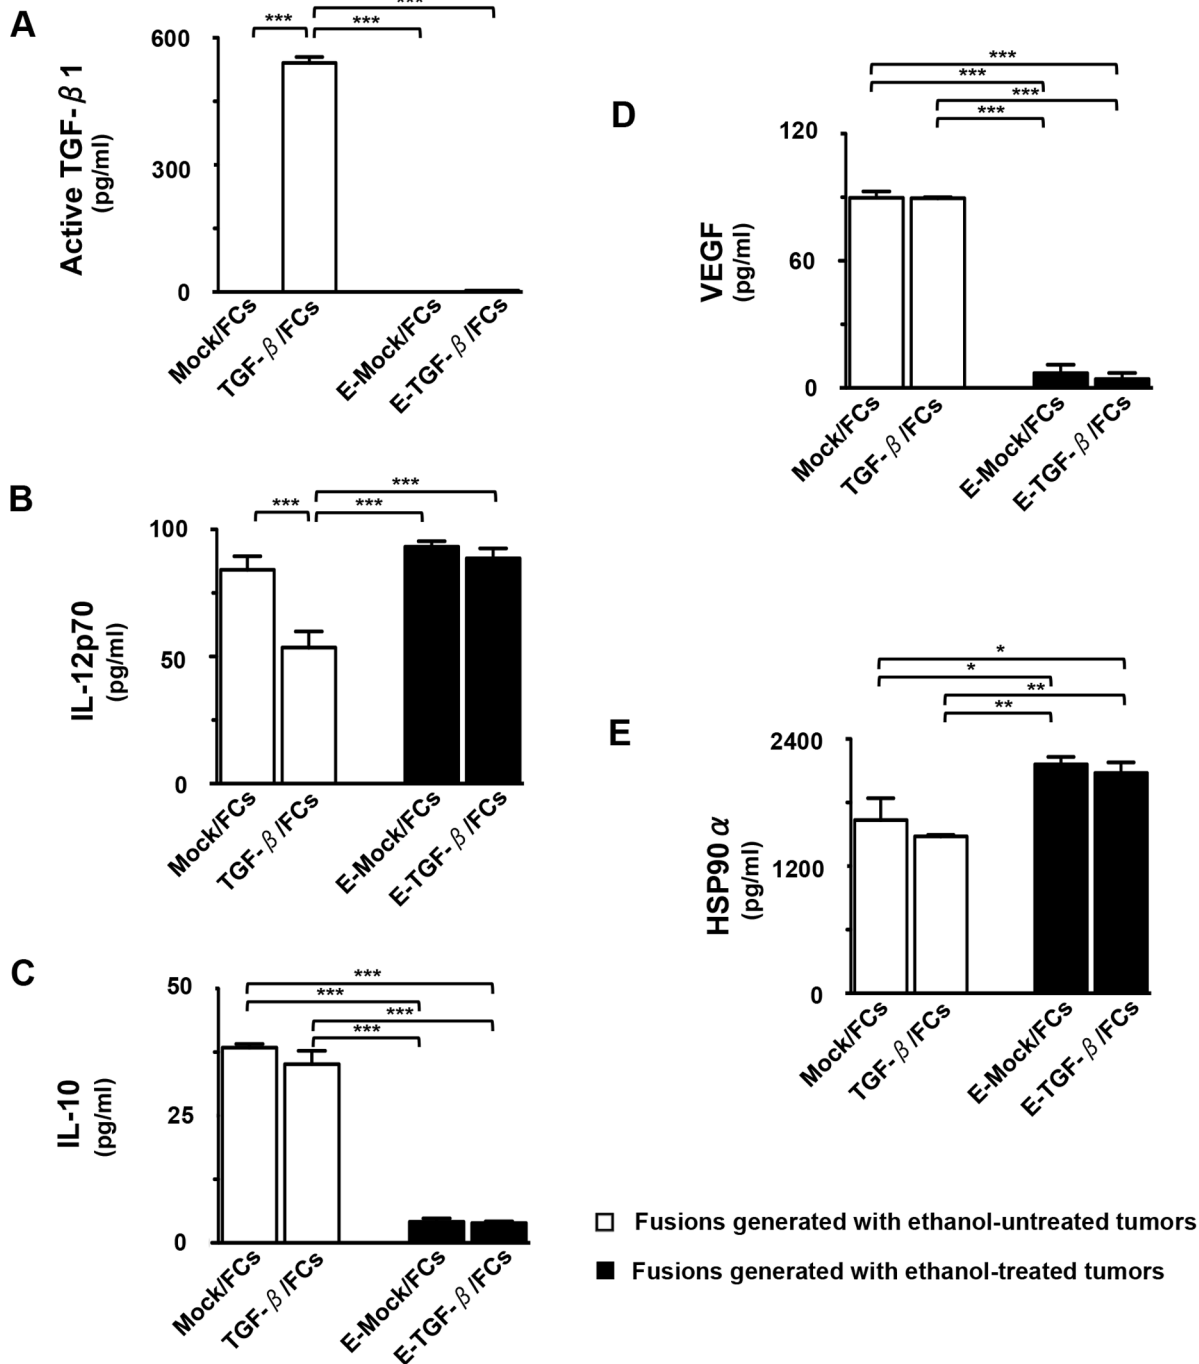 A
Active TGF-β1
(pg/ml)
***
***
***
600
300
0
Mock/FCs
TGF-β/FCs
E-Mock/FCs
E-TGF-β/FCs
B
IL-12p70
(pg/ml)
***
***
***
100
50
0
Mock/FCs
TGF-β/FCs
E-Mock/FCs
E-TGF-β/FCs
C
IL-10
(pg/ml)
***
***
***
***
50
25
0
Mock/FCs
TGF-β/FCs
E-Mock/FCs
E-TGF-β/FCs
D
VEGF
(pg/ml)
***
***
***
***
120
60
0
Mock/FCs
TGF-β/FCs
E-Mock/FCs
E-TGF-β/FCs
E
HSP90α
(pg/ml)
*
*
**
**
2400
1200
0
Mock/FCs
TGF-β/FCs
E-Mock/FCs
E-TGF-β/FCs
Fusions generated with ethanol-untreated tumors
Fusions generated with ethanol-treated tumors